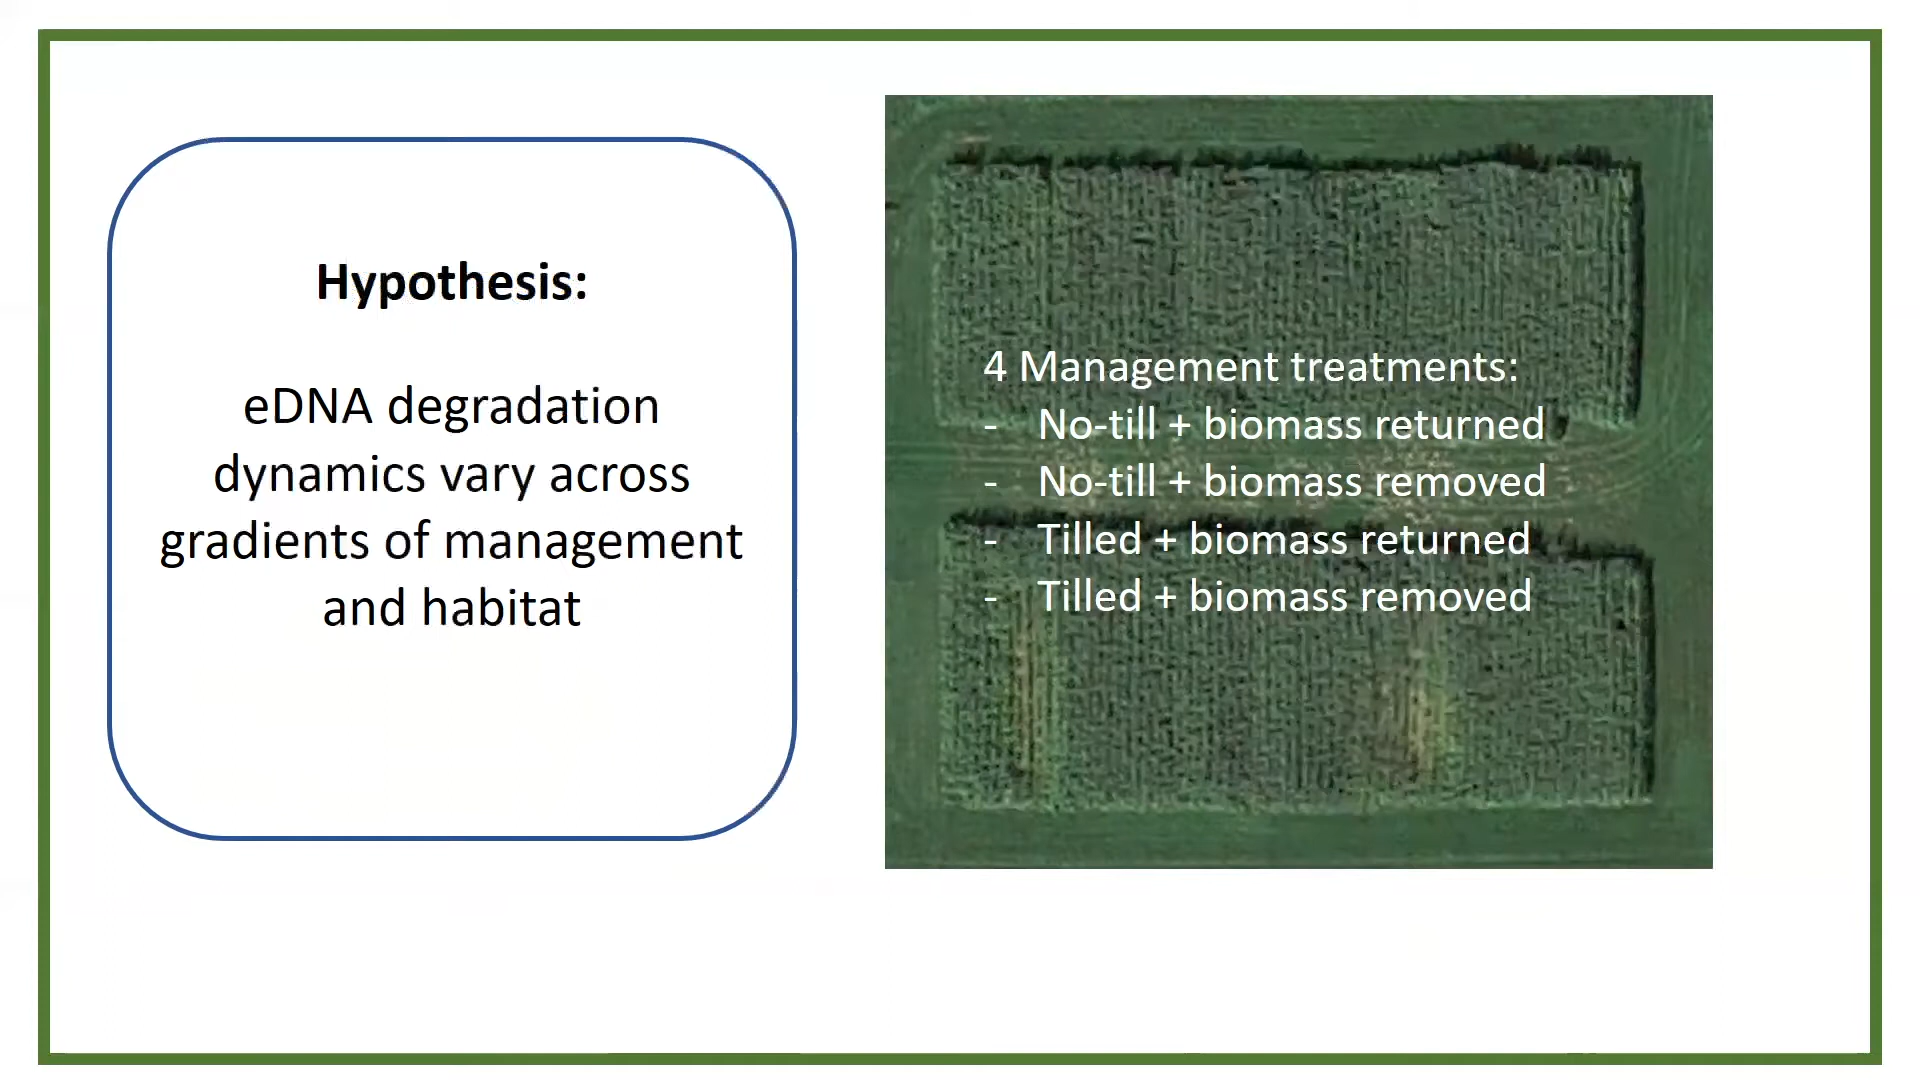 Hypothesis:
eDNA degradation
dynamics vary across
gradients of management
and habitat
4 Management treatments:
- No-till + biomass returned
- No-till + biomass removed
- Tilled + biomass returned
- Tilled + biomass removed